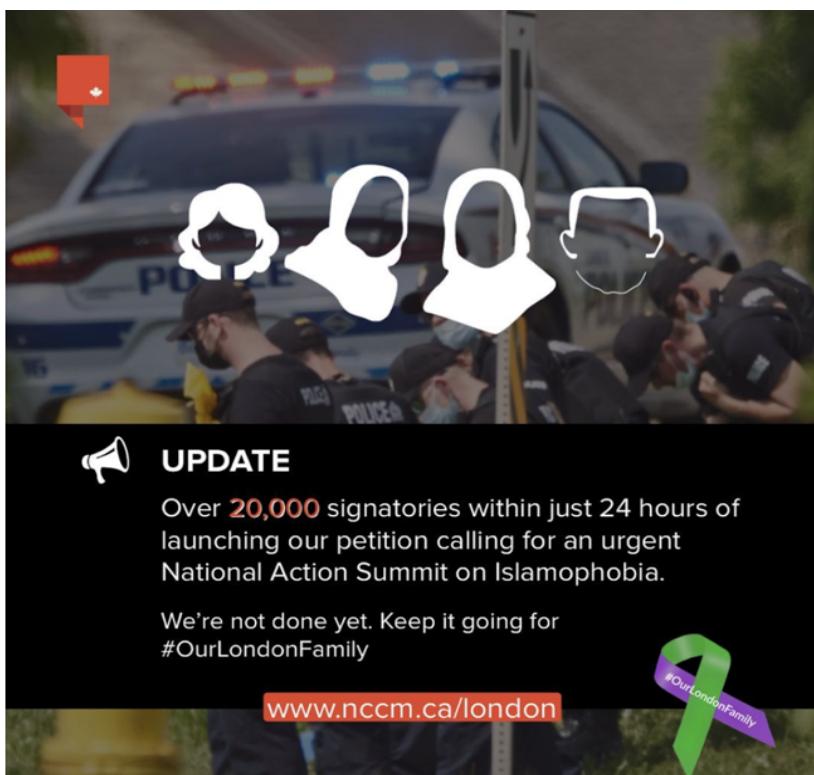 POLICE
POLICE
POLICE
UPDATE
Over 20,000 signatories within just 24 hours of
launching our petition calling for an urgent
National Action Summit on Islamophobia.
We're not done yet. Keep it going for
#OurLondonFamily
#OurLondonFamily
www.nccm.ca/london